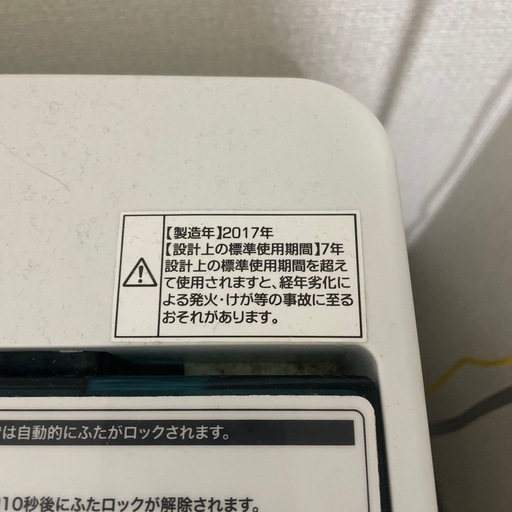 【製造年】2017年
【設計上の標準使用期間】7年
設計上の標準使用期間を超え
て使用されますと、経年劣化に
よる発火・けが等の事故に至る
おそれがあります。
は自動的にふたがロックされます。
10秒後にふたロックが解除されます。